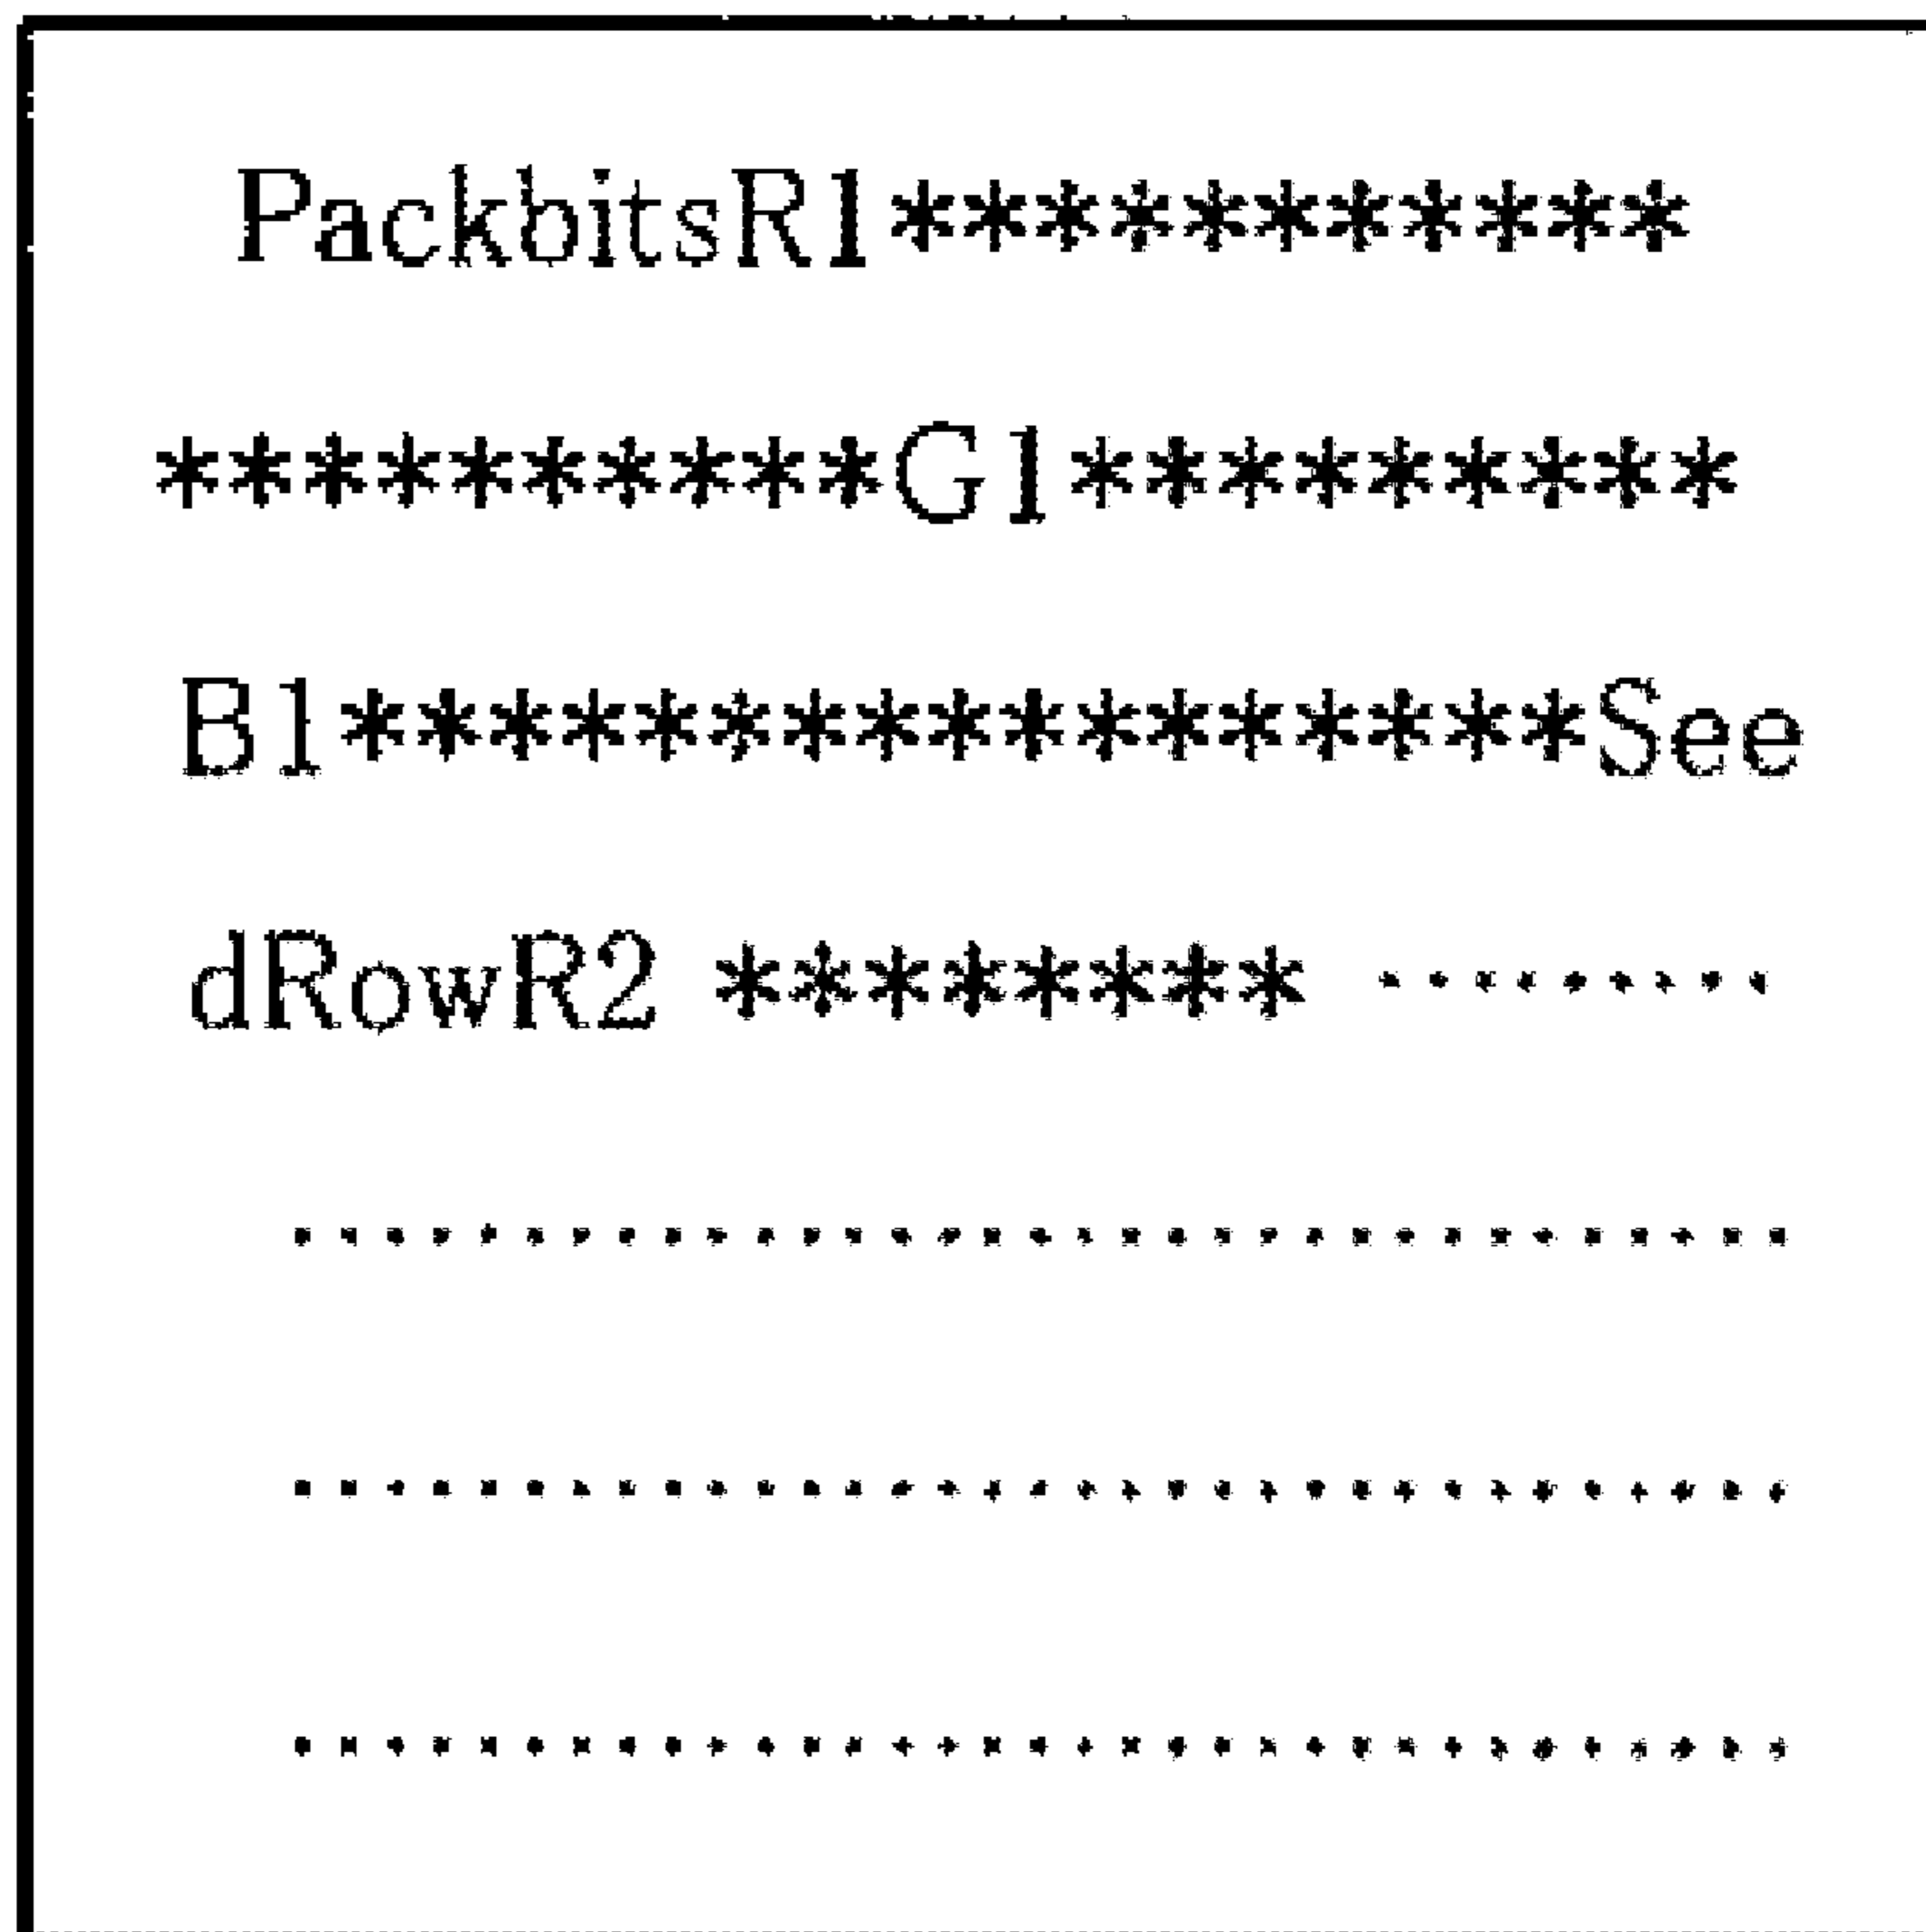 PackbitsR1***********
**********G1*********
B1*****************See
dRowR2 ******** .........
.................................
.................................
.................................